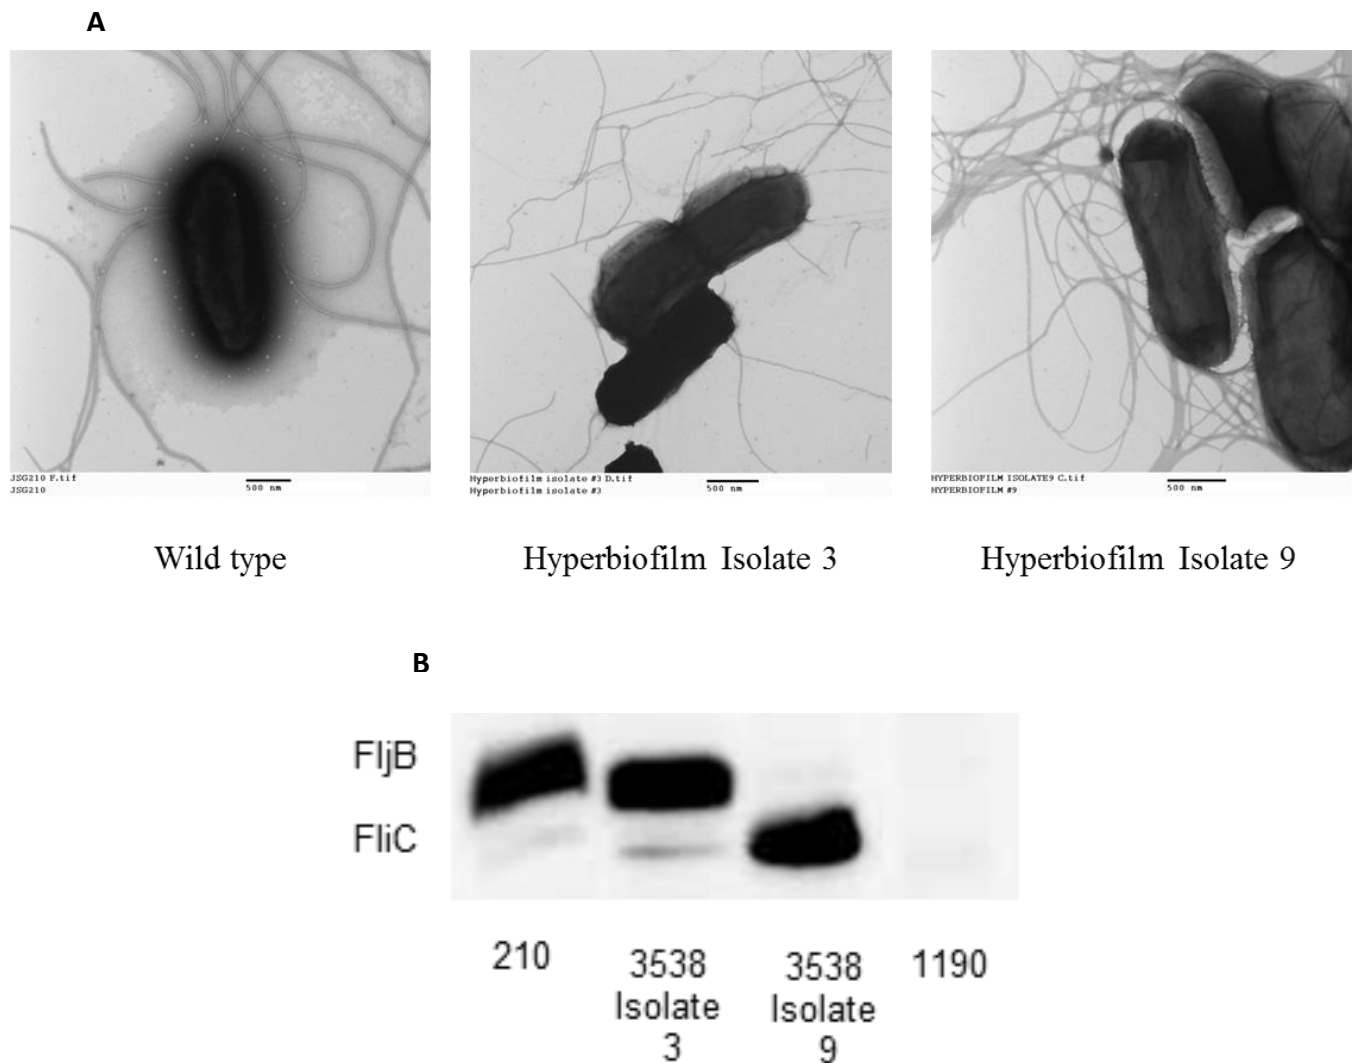 A
JSG210 F.tif
JSG210
500 nm
Hyperbiofilm isolate #3 D.tif
Hyperbiofilm isolate #3
500 nm
HYPERBIOFILM ISOLATE9 C.tif
HYPERBIOFILM #9
500 nm
Wild type
Hyperbiofilm Isolate 3
Hyperbiofilm Isolate 9
B
FljB
FliC
210
3538
Isolate
3
3538
Isolate
9
1190